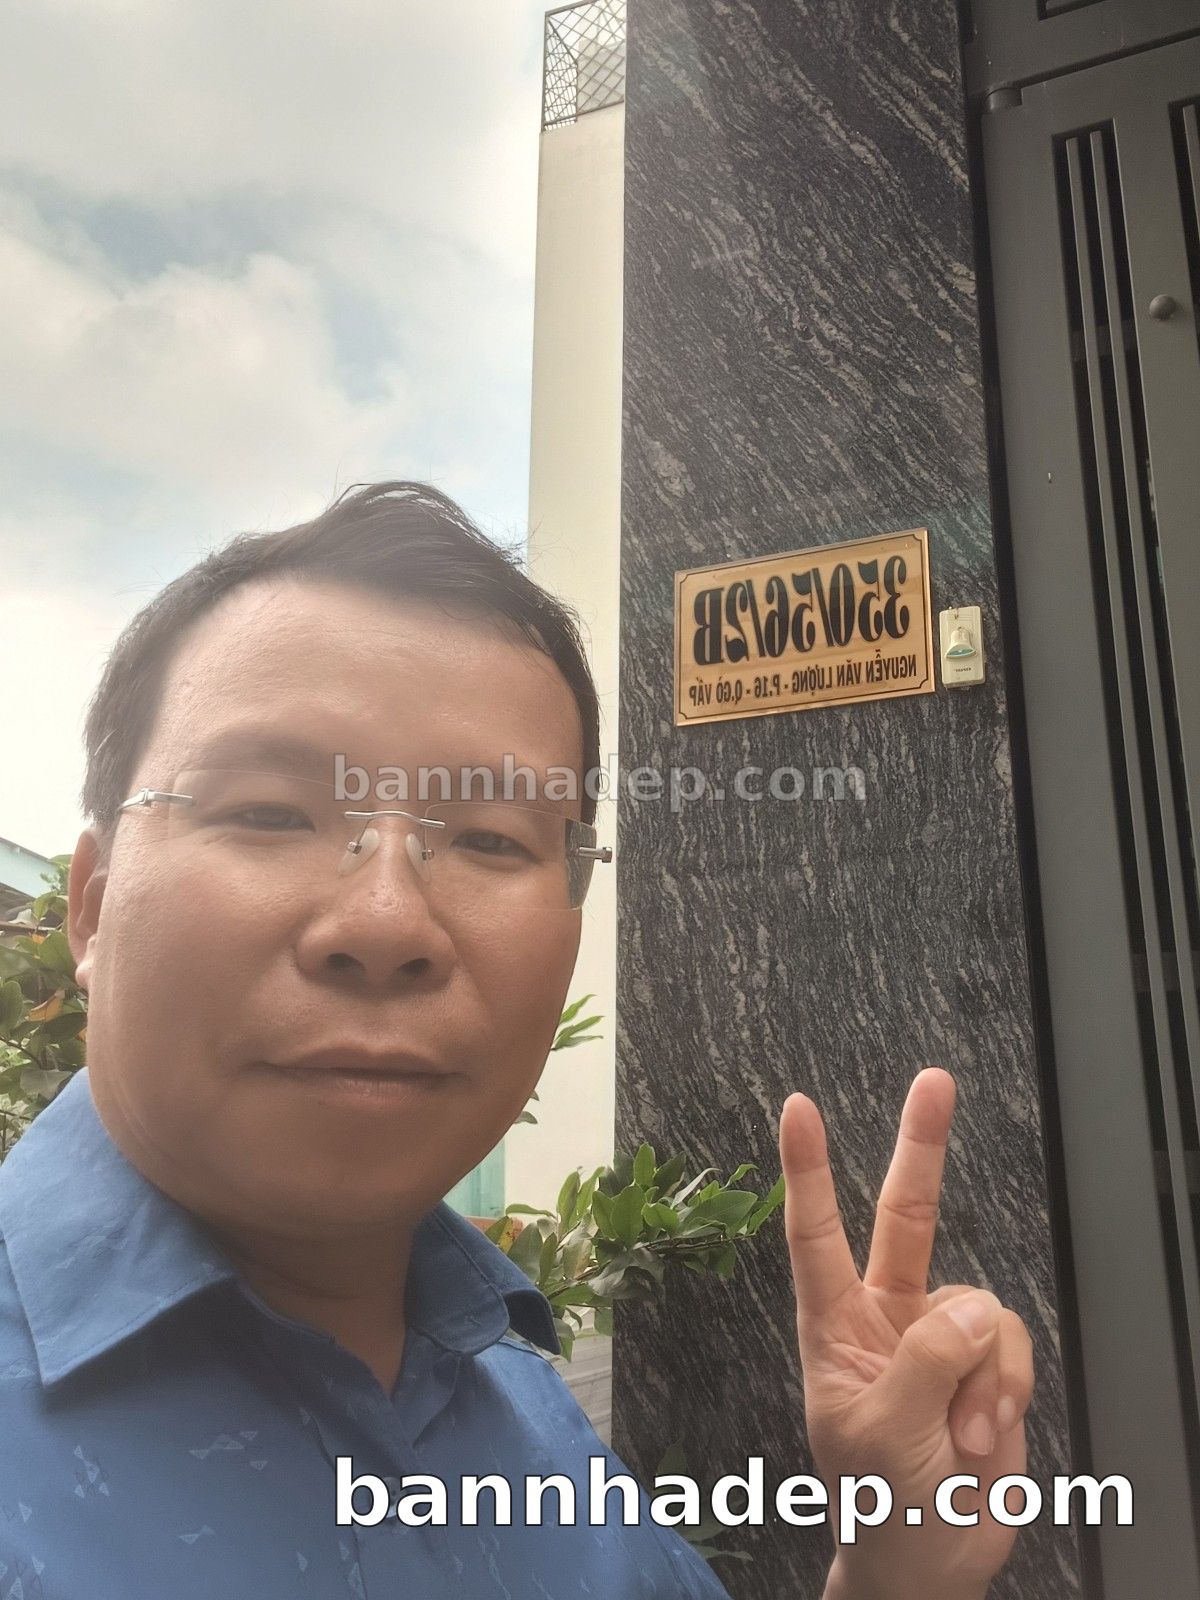 350/56/2B
NGUYỄN VĂN LƯỢNG - P.16 - Q.GÒ VẤP
bannhadep.com
bannhadep.com